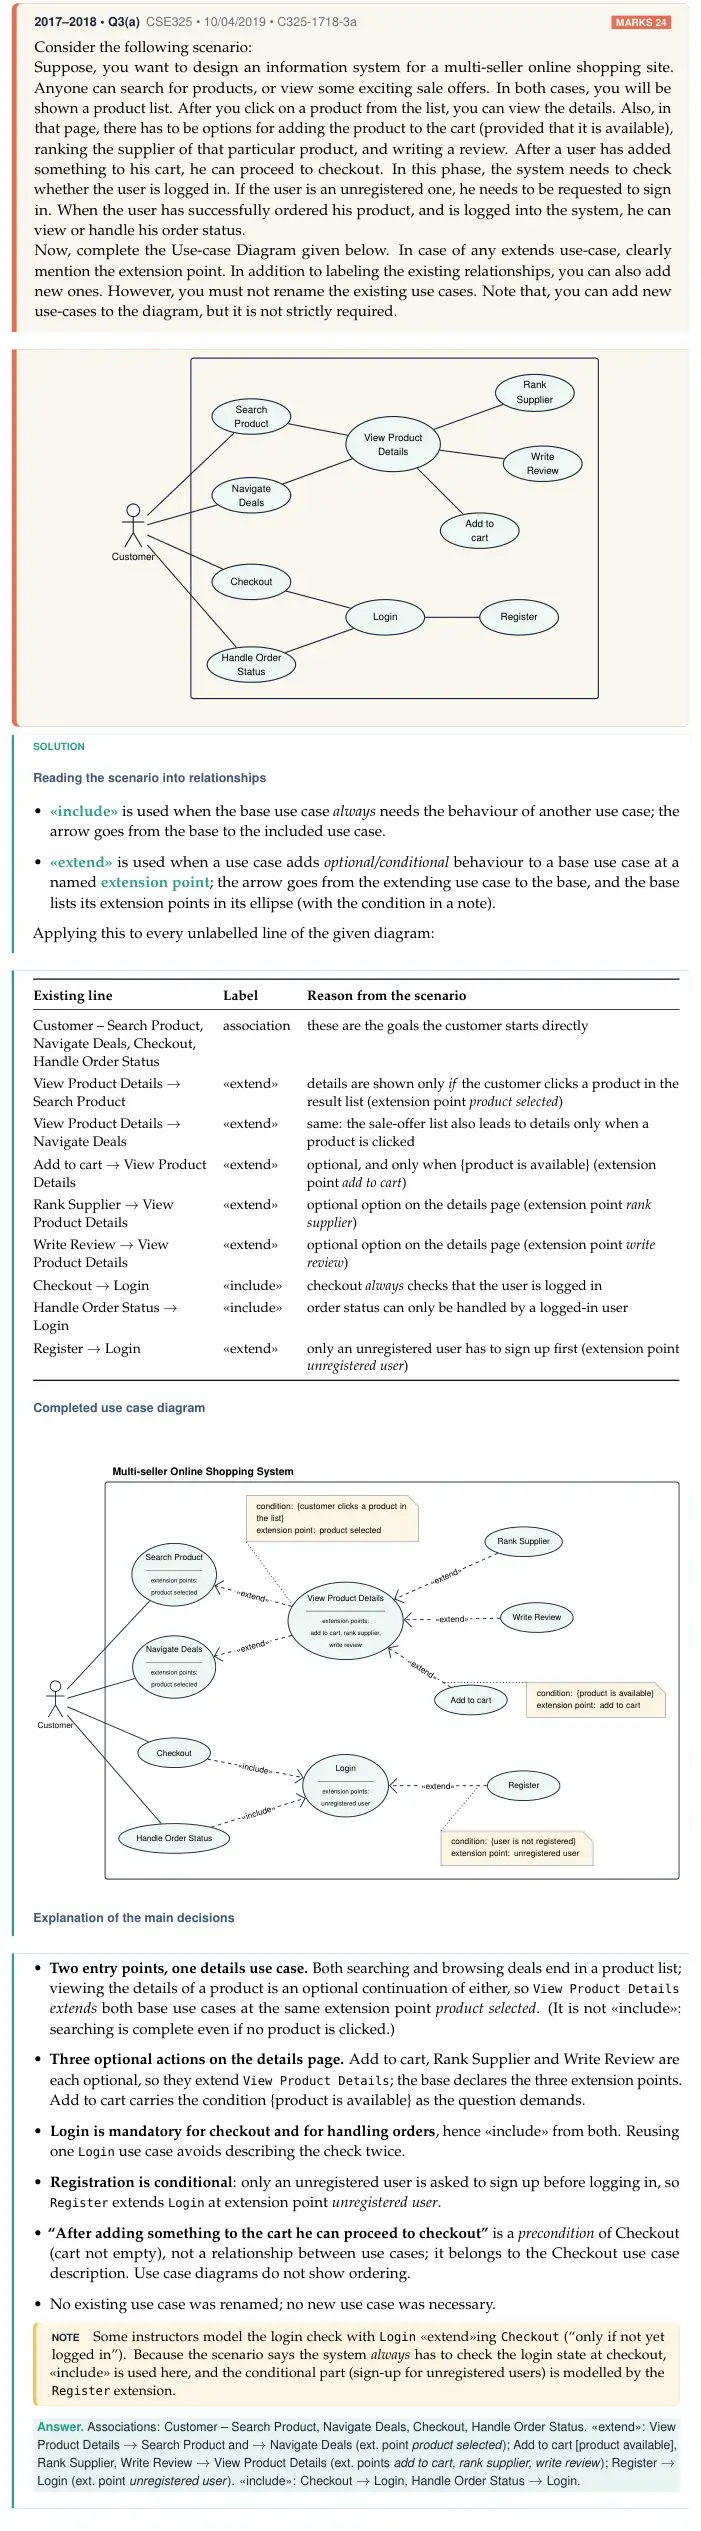 2017–2018 • Q3(a) CSE325 • 10/04/2019 • C325-1718-3a MARKS 24
Consider the following scenario:
Suppose, you want to design an information system for a multi-seller online shopping site.
Anyone can search for products, or view some exciting sale offers. In both cases, you will be
shown a product list. After you click on a product from the list, you can view the details. Also, in
that page, there has to be options for adding the product to the cart (provided that it is available),
ranking the supplier of that particular product, and writing a review. After a user has added
something to his cart, he can proceed to checkout. In this phase, the system needs to check
whether the user is logged in. If the user is an unregistered one, he needs to be requested to sign
in. When the user has successfully ordered his product, and is logged into the system, he can
view or handle his order status.
Now, complete the Use-case Diagram given below. In case of any extends use-case, clearly
mention the extension point. In addition to labeling the existing relationships, you can also add
new ones. However, you must not rename the existing use cases. Note that, you can add new
use-cases to the diagram, but it is not strictly required.
Rank
Supplier
Search
Product
View Product
Details
Write
Review
Navigate
Deals
Add to
cart
Customer
Checkout
Login
Register
Handle Order
Status
SOLUTION
Reading the scenario into relationships
• «include» is used when the base use case always needs the behaviour of another use case; the
arrow goes from the base to the included use case.
• «extend» is used when a use case adds optional/conditional behaviour to a base use case at a
named extension point; the arrow goes from the extending use case to the base, and the base
lists its extension points in its ellipse (with the condition in a note).
Applying this to every unlabelled line of the given diagram:
Existing line Label Reason from the scenario
Customer – Search Product, association these are the goals the customer starts directly
Navigate Deals, Checkout,
Handle Order Status
View Product Details → «extend» details are shown only if the customer clicks a product in the
Search Product result list (extension point product selected)
View Product Details → «extend» same: the sale-offer list also leads to details only when a
Navigate Deals product is clicked
Add to cart → View Product «extend» optional, and only when {product is available} (extension
Details point add to cart)
Rank Supplier → View «extend» optional option on the details page (extension point rank
Product Details supplier)
Write Review → View «extend» optional option on the details page (extension point write
Product Details review)
Checkout → Login «include» checkout always checks that the user is logged in
Handle Order Status → «include» order status can only be handled by a logged-in user
Login
Register → Login «extend» only an unregistered user has to sign up first (extension point
unregistered user)
Completed use case diagram
Multi-seller Online Shopping System
condition: {customer clicks a product in
the list}
extension point: product selected
Rank Supplier
Search Product
extension points:
product selected
«extend»
«extend»
View Product Details
extension points:
add to cart, rank supplier,
write review
«extend»
Write Review
Navigate Deals
extension points:
product selected
«extend»
«extend»
Add to cart
condition: {product is available}
extension point: add to cart
Customer
Checkout
«include»
Login
extension points:
unregistered user
«extend»
Register
«include»
Handle Order Status
condition: {user is not registered}
extension point: unregistered user
Explanation of the main decisions
• Two entry points, one details use case. Both searching and browsing deals end in a product list;
viewing the details of a product is an optional continuation of either, so View Product Details
extends both base use cases at the same extension point product selected. (It is not «include»:
searching is complete even if no product is clicked.)
• Three optional actions on the details page. Add to cart, Rank Supplier and Write Review are
each optional, so they extend View Product Details; the base declares the three extension points.
Add to cart carries the condition {product is available} as the question demands.
• Login is mandatory for checkout and for handling orders, hence «include» from both. Reusing
one Login use case avoids describing the check twice.
• Registration is conditional: only an unregistered user is asked to sign up before logging in, so
Register extends Login at extension point unregistered user.
• “After adding something to the cart he can proceed to checkout” is a precondition of Checkout
(cart not empty), not a relationship between use cases; it belongs to the Checkout use case
description. Use case diagrams do not show ordering.
• No existing use case was renamed; no new use case was necessary.
NOTE Some instructors model the login check with Login «extend»ing Checkout (“only if not yet
logged in”). Because the scenario says the system always has to check the login state at checkout,
«include» is used here, and the conditional part (sign-up for unregistered users) is modelled by the
Register extension.
Answer. Associations: Customer – Search Product, Navigate Deals, Checkout, Handle Order Status. «extend»: View
Product Details → Search Product and → Navigate Deals (ext. point product selected); Add to cart [product available],
Rank Supplier, Write Review → View Product Details (ext. points add to cart, rank supplier, write review); Register →
Login (ext. point unregistered user). «include»: Checkout → Login, Handle Order Status → Login.